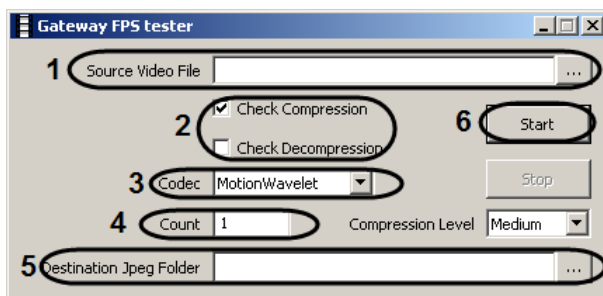 Gateway FPS tester
1 Source Video File ...
2 Check Compression
Check Decompression
6 Start
3 Codec MotionWavelet
Stop
4 Count 1 Compression Level Medium
5 Destination Jpeg Folder ...